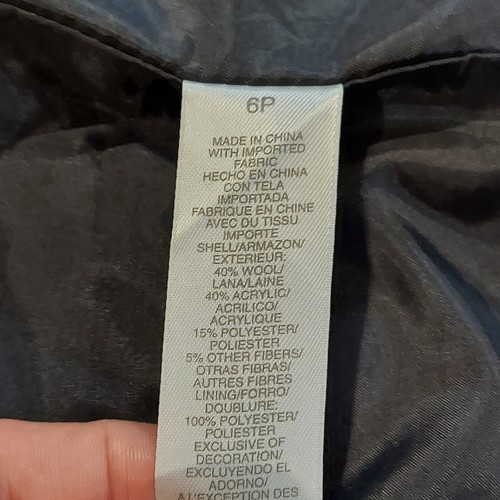 6P
MADE IN CHINA
WITH IMPORTED
FABRIC
HECHO EN CHINA
CON TELA
IMPORTADA
FABRIQUE EN CHINE
AVEC DU TISSU
IMPORTE
SHELL/ARMAZON/
EXTERIEUR:
40% WOOL/
LANA/LAINE
40% ACRYLIC/
ACRILICO/
ACRYLIQUE
15% POLYESTER/
POLIESTER
5% OTHER FIBERS/
OTRAS FIBRAS/
AUTRES FIBRES
LINING/FORRO/
DOUBLURE:
100% POLYESTER/
POLIESTER
EXCLUSIVE OF
DECORATION/
EXCLUYENDO EL
ADORNO/
A L'EXCEPTION DES